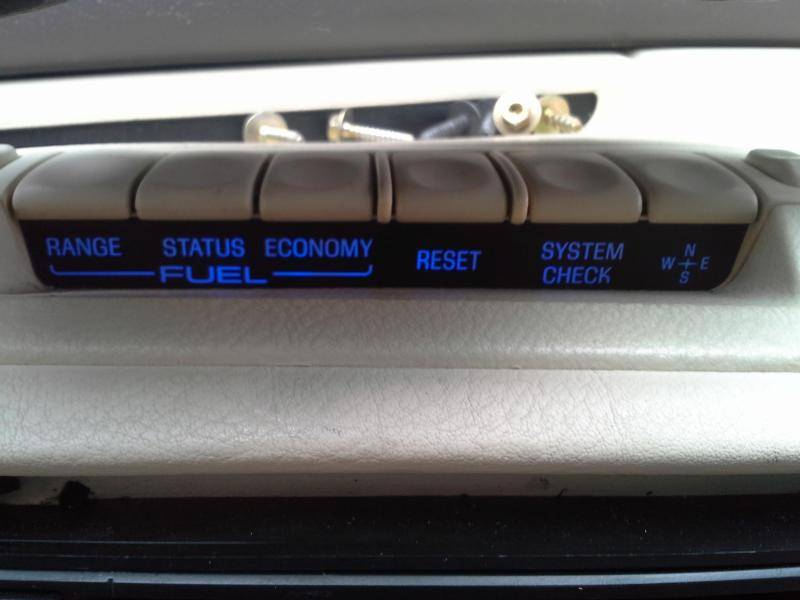 RANGE STATUS ECONOMY
FUEL
RESET
SYSTEM
CHECK
N
W E
S